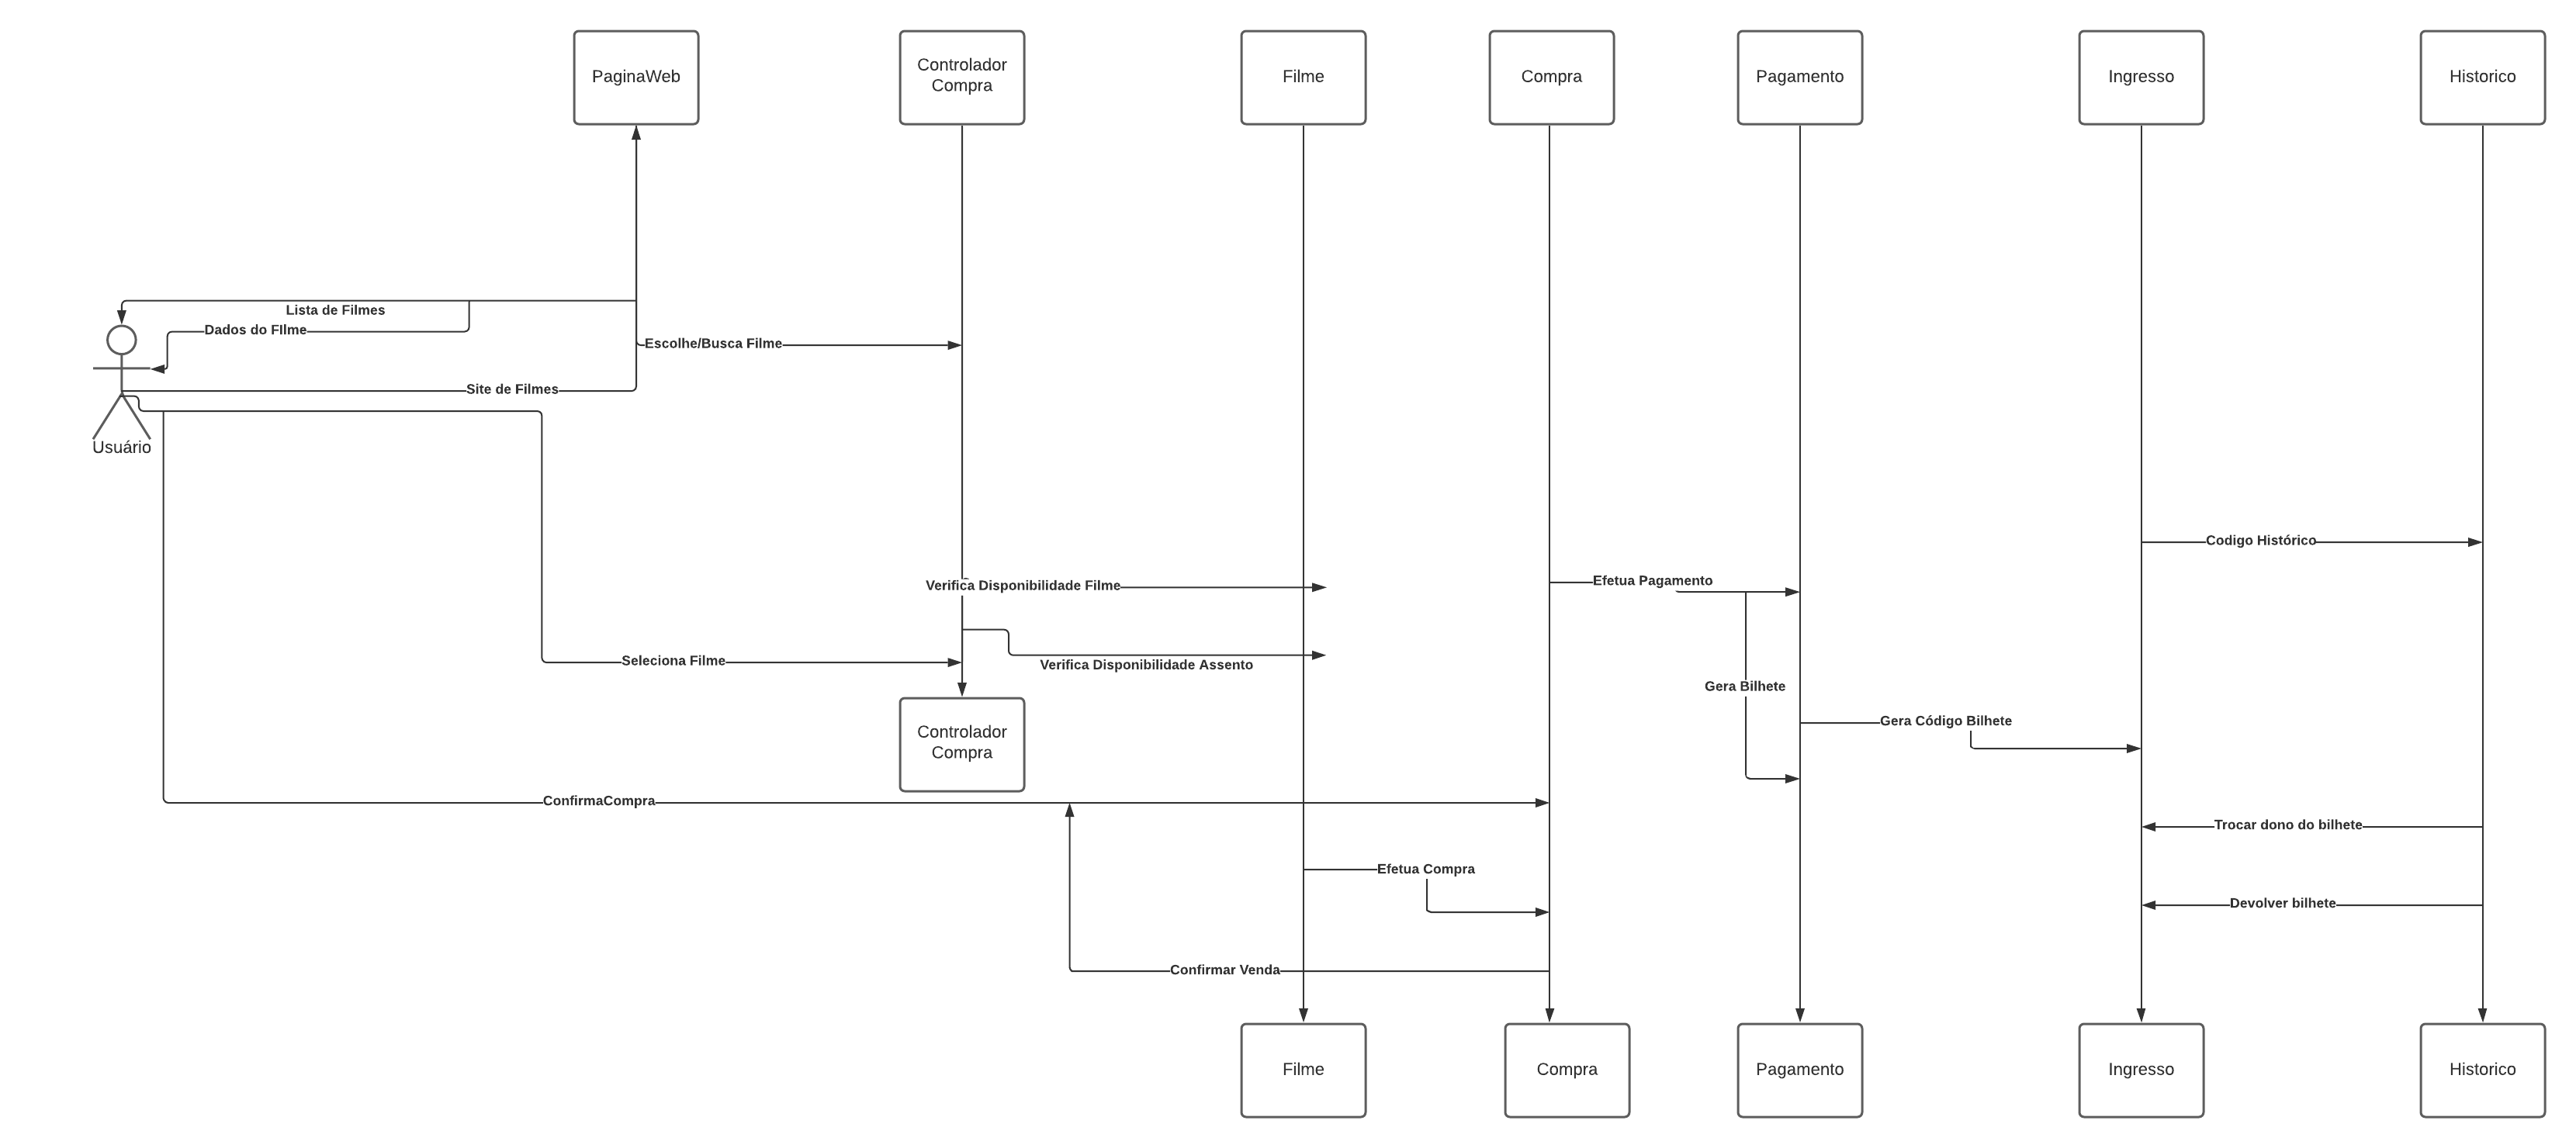 PaginaWeb
Controlador
Compra
Filme
Compra
Pagamento
Ingresso
Historico
Lista de Filmes
Dados do FIlme
Escolhe/Busca Filme
Site de Filmes
Usuário
Codigo Histórico
Verifica Disponibilidade Filme
Efetua Pagamento
Seleciona Filme
Verifica Disponibilidade Assento
Gera Bilhete
Gera Código Bilhete
Controlador
Compra
ConfirmaCompra
Trocar dono do bilhete
Efetua Compra
Devolver bilhete
Confirmar Venda
Filme
Compra
Pagamento
Ingresso
Historico